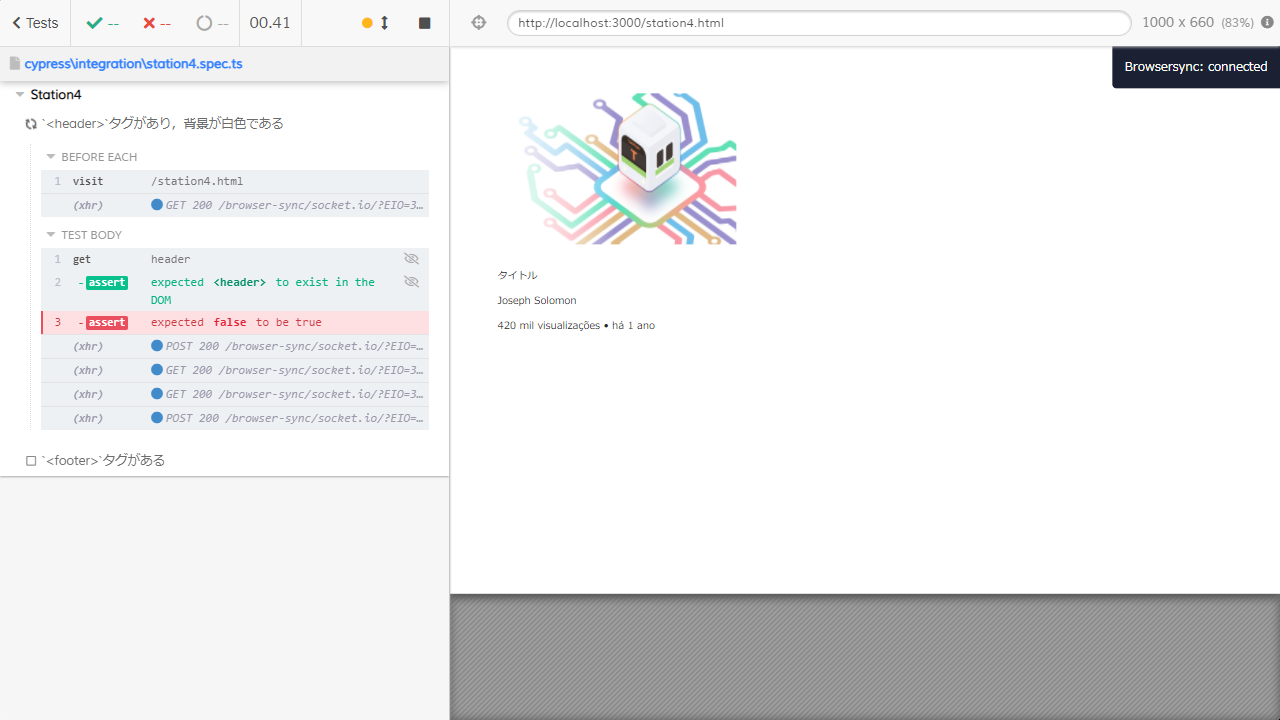 Tests -- -- -- 00.41
http://localhost:3000/station4.html 1000 x 660 (83%)
Browsersync: connected
cypress\integration\station4.spec.ts
Station4
`<header>`タグがあり，背景が白色である
BEFORE EACH
1 visit /station4.html
(xhr) GET 200 /browser-sync/socket.io/?EIO=3…
TEST BODY
1 get header
2 -assert expected <header> to exist in the
DOM
3 -assert expected false to be true
(xhr) POST 200 /browser-sync/socket.io/?EIO=…
(xhr) GET 200 /browser-sync/socket.io/?EIO=3…
(xhr) GET 200 /browser-sync/socket.io/?EIO=3…
(xhr) POST 200 /browser-sync/socket.io/?EIO=…
`<footer>`タグがある
T
タイトル
Joseph Solomon
420 mil visualizações • há 1 ano